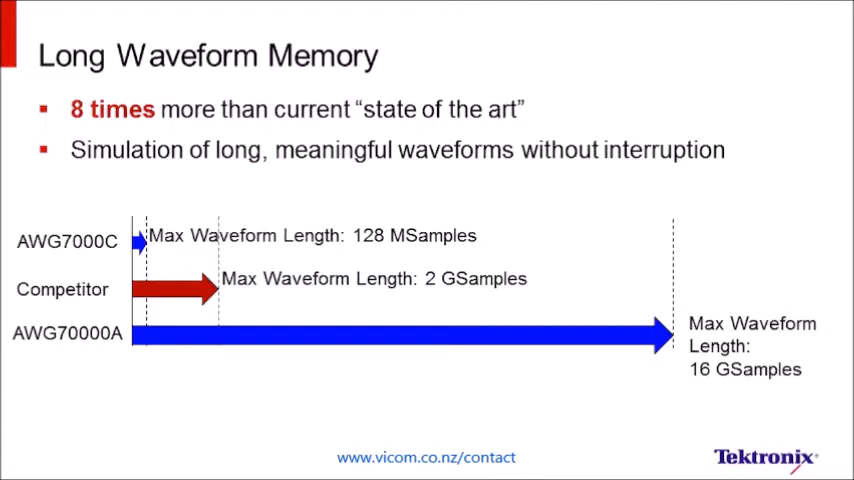 Long Waveform Memory
8 times more than current “state of the art”
Simulation of long, meaningful waveforms without interruption
AWG7000C
Max Waveform Length: 128 MSamples
Competitor
Max Waveform Length: 2 GSamples
AWG70000A
Max Waveform
Length:
16 GSamples
www.vicom.co.nz/contact
Tektronix®